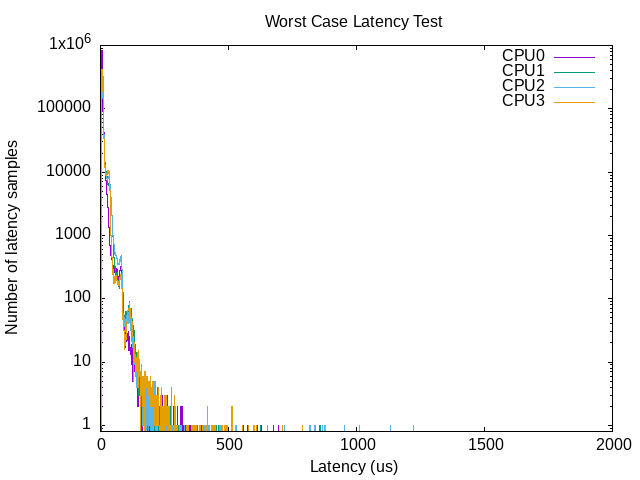 Worst Case Latency Test
1x10^6
100000
10000
1000
100
10
1
Number of latency samples
CPU0
CPU1
CPU2
CPU3
0 500 1000 1500 2000
Latency (us)